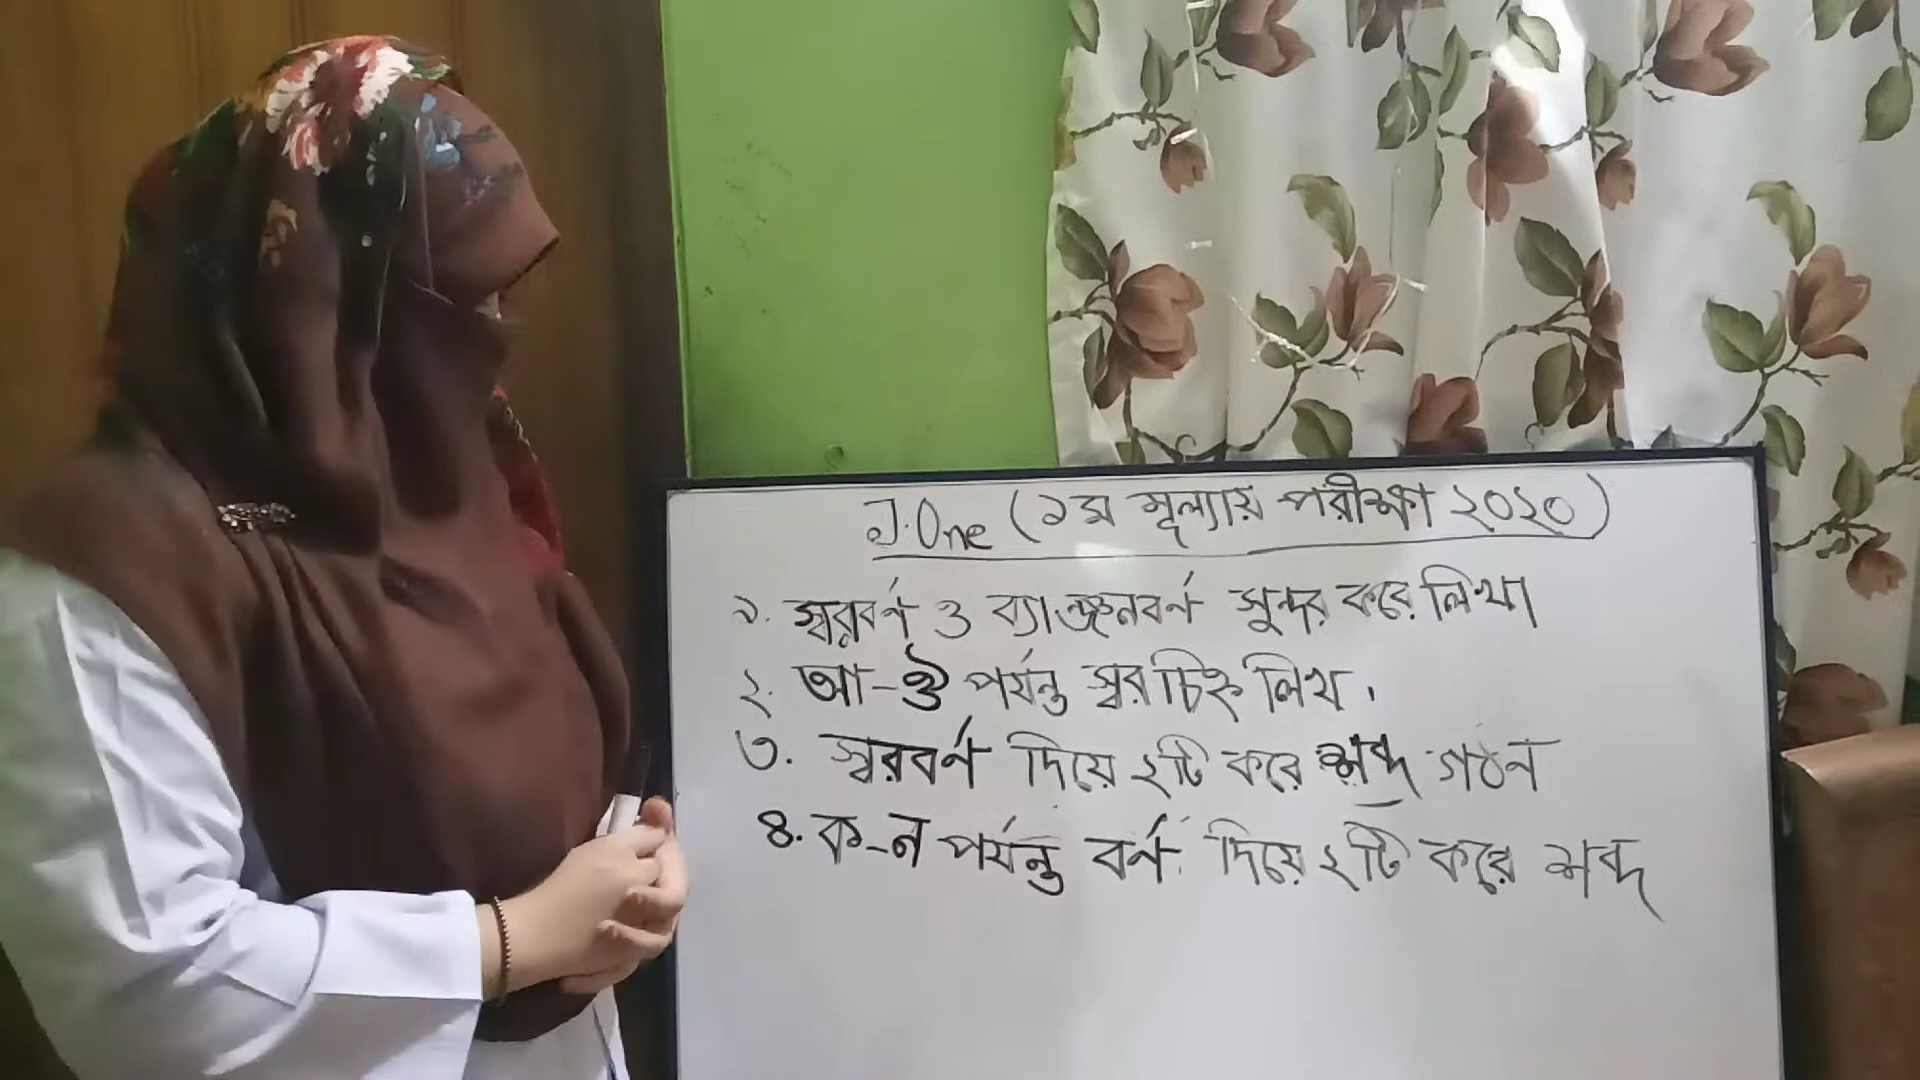 J.One (১ম মূল্যায় পরীক্ষা ২০২০)
১. স্বরবর্ণ ও ব্যাঞ্জনবর্ণ সুন্দর করে লিখা
২. আ-ঔ পর্যন্ত স্বর চিহ্ন লিখ।
৩. স্বরবর্ণ দিয়ে ২টি করে শব্দ গঠন
৪. ক-ন পর্যন্ত বর্ণ দিয়ে ২টি করে শব্দ